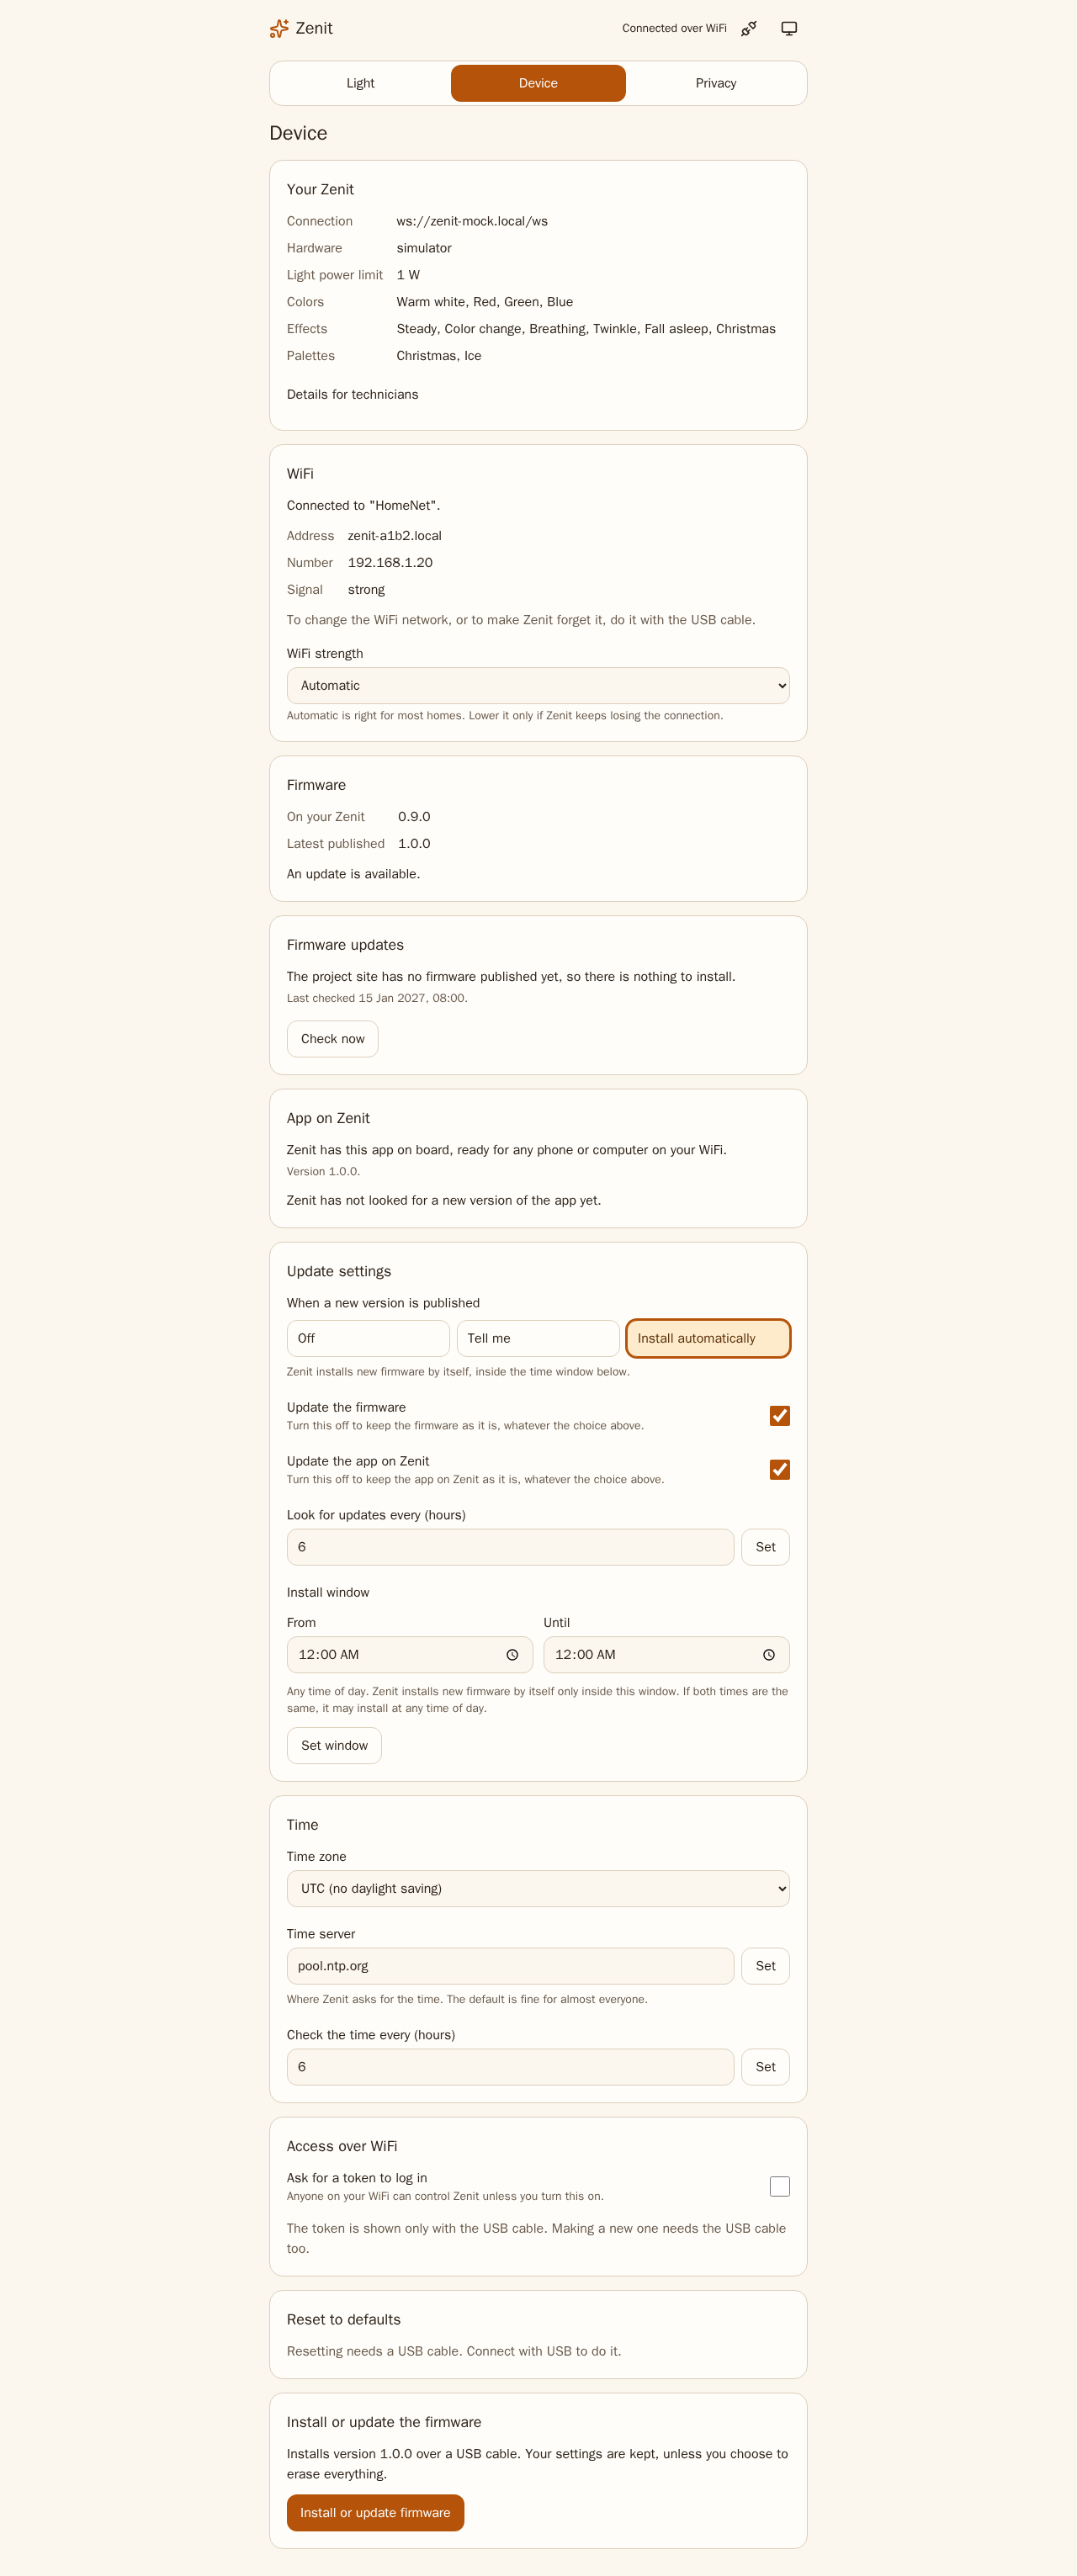 Zenit
Connected over WiFi
Light
Device
Privacy
Device
Your Zenit
Connection ws://zenit-mock.local/ws
Hardware simulator
Light power limit 1 W
Colors Warm white, Red, Green, Blue
Effects Steady, Color change, Breathing, Twinkle, Fall asleep, Christmas
Palettes Christmas, Ice
Details for technicians
WiFi
Connected to "HomeNet".
Address zenit-a1b2.local
Number 192.168.1.20
Signal strong
To change the WiFi network, or to make Zenit forget it, do it with the USB cable.
WiFi strength
Automatic
Automatic is right for most homes. Lower it only if Zenit keeps losing the connection.
Firmware
On your Zenit 0.9.0
Latest published 1.0.0
An update is available.
Firmware updates
The project site has no firmware published yet, so there is nothing to install.
Last checked 15 Jan 2027, 08:00.
Check now
App on Zenit
Zenit has this app on board, ready for any phone or computer on your WiFi.
Version 1.0.0.
Zenit has not looked for a new version of the app yet.
Update settings
When a new version is published
Off
Tell me
Install automatically
Zenit installs new firmware by itself, inside the time window below.
Update the firmware
Turn this off to keep the firmware as it is, whatever the choice above.
Update the app on Zenit
Turn this off to keep the app on Zenit as it is, whatever the choice above.
Look for updates every (hours)
6
Set
Install window
From
Until
12:00 AM
12:00 AM
Any time of day. Zenit installs new firmware by itself only inside this window. If both times are the
same, it may install at any time of day.
Set window
Time
Time zone
UTC (no daylight saving)
Time server
pool.ntp.org
Set
Where Zenit asks for the time. The default is fine for almost everyone.
Check the time every (hours)
6
Set
Access over WiFi
Ask for a token to log in
Anyone on your WiFi can control Zenit unless you turn this on.
The token is shown only with the USB cable. Making a new one needs the USB cable
too.
Reset to defaults
Resetting needs a USB cable. Connect with USB to do it.
Install or update the firmware
Installs version 1.0.0 over a USB cable. Your settings are kept, unless you choose to
erase everything.
Install or update firmware